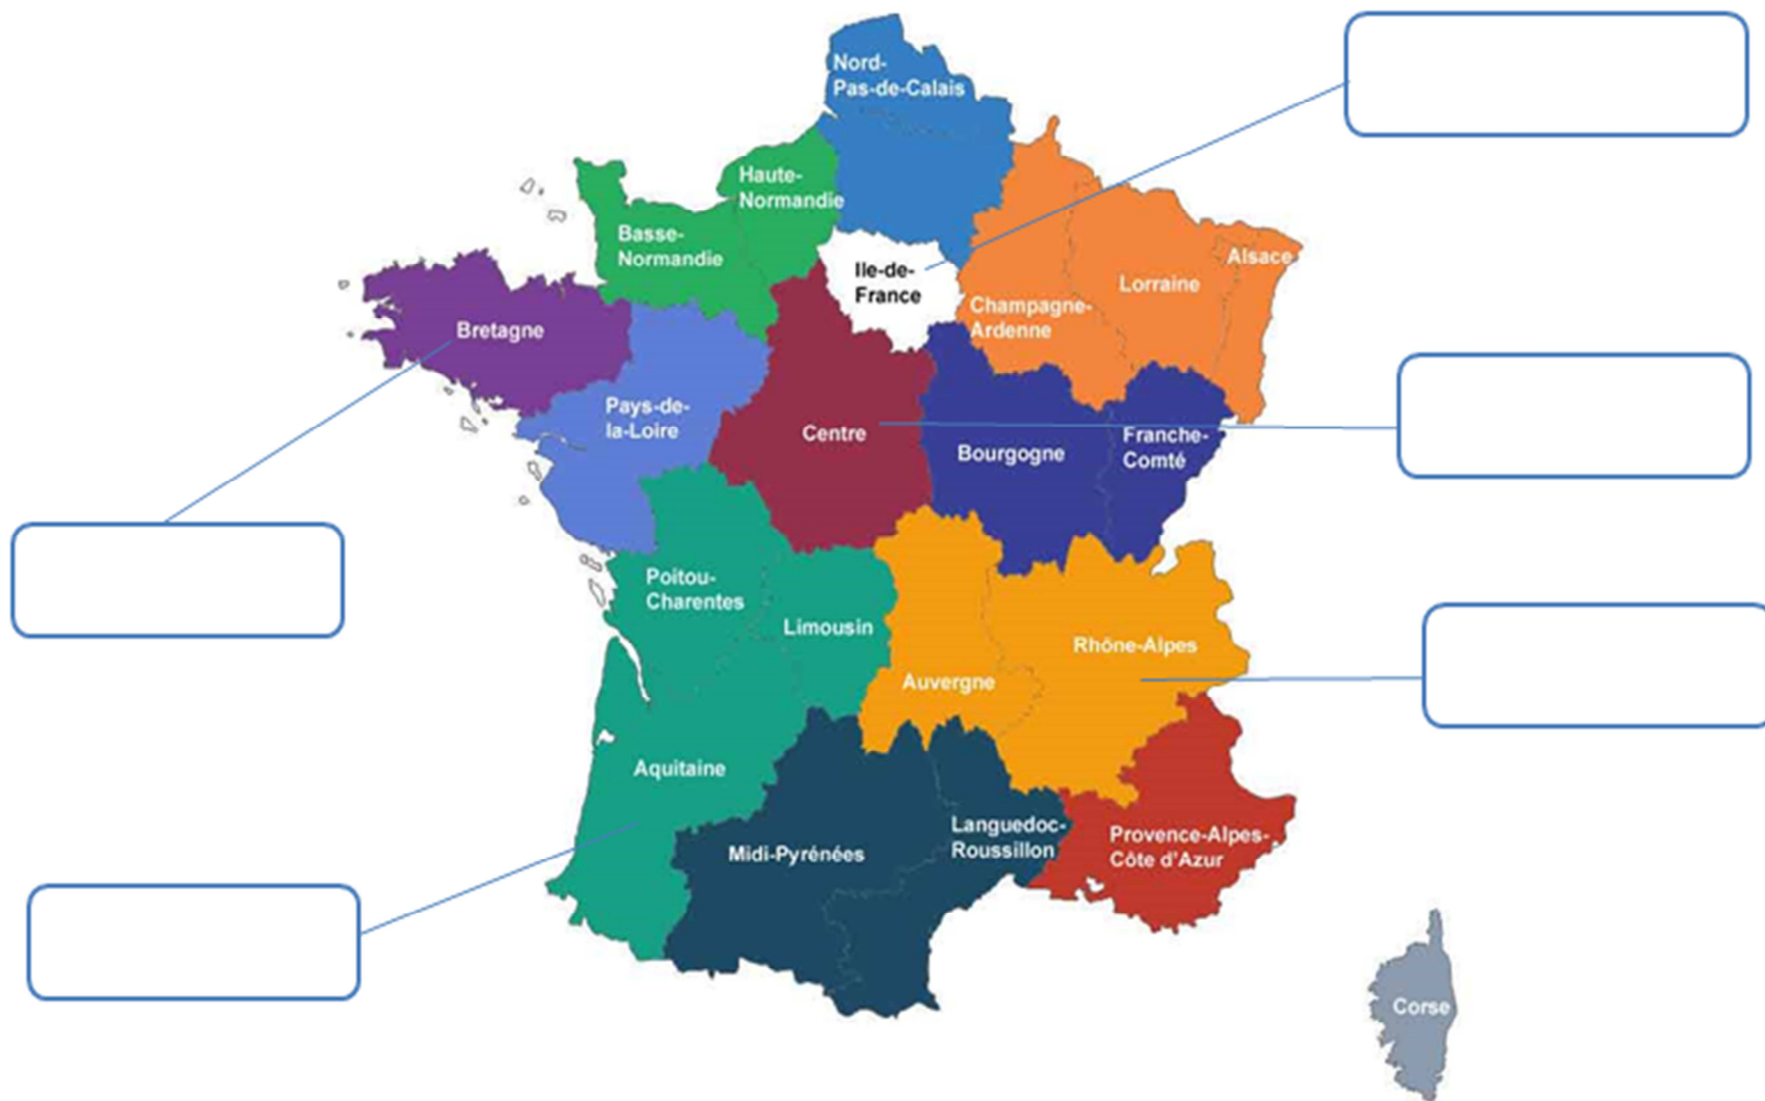 Nord-
Pas-de-Calais
Haute-
Normandie
Basse-
Normandie
Ile-de-
France
Alsace
Lorraine
Champagne-
Ardenne
Bretagne
Pays-de-
la-Loire
Centre
Bourgogne
Franche-
Comté
Poitou-
Charentes
Limousin
Rhône-Alpes
Auvergne
Aquitaine
Midi-Pyrénées
Languedoc-
Roussillon
Provence-Alpes-
Côte d'Azur
Corse